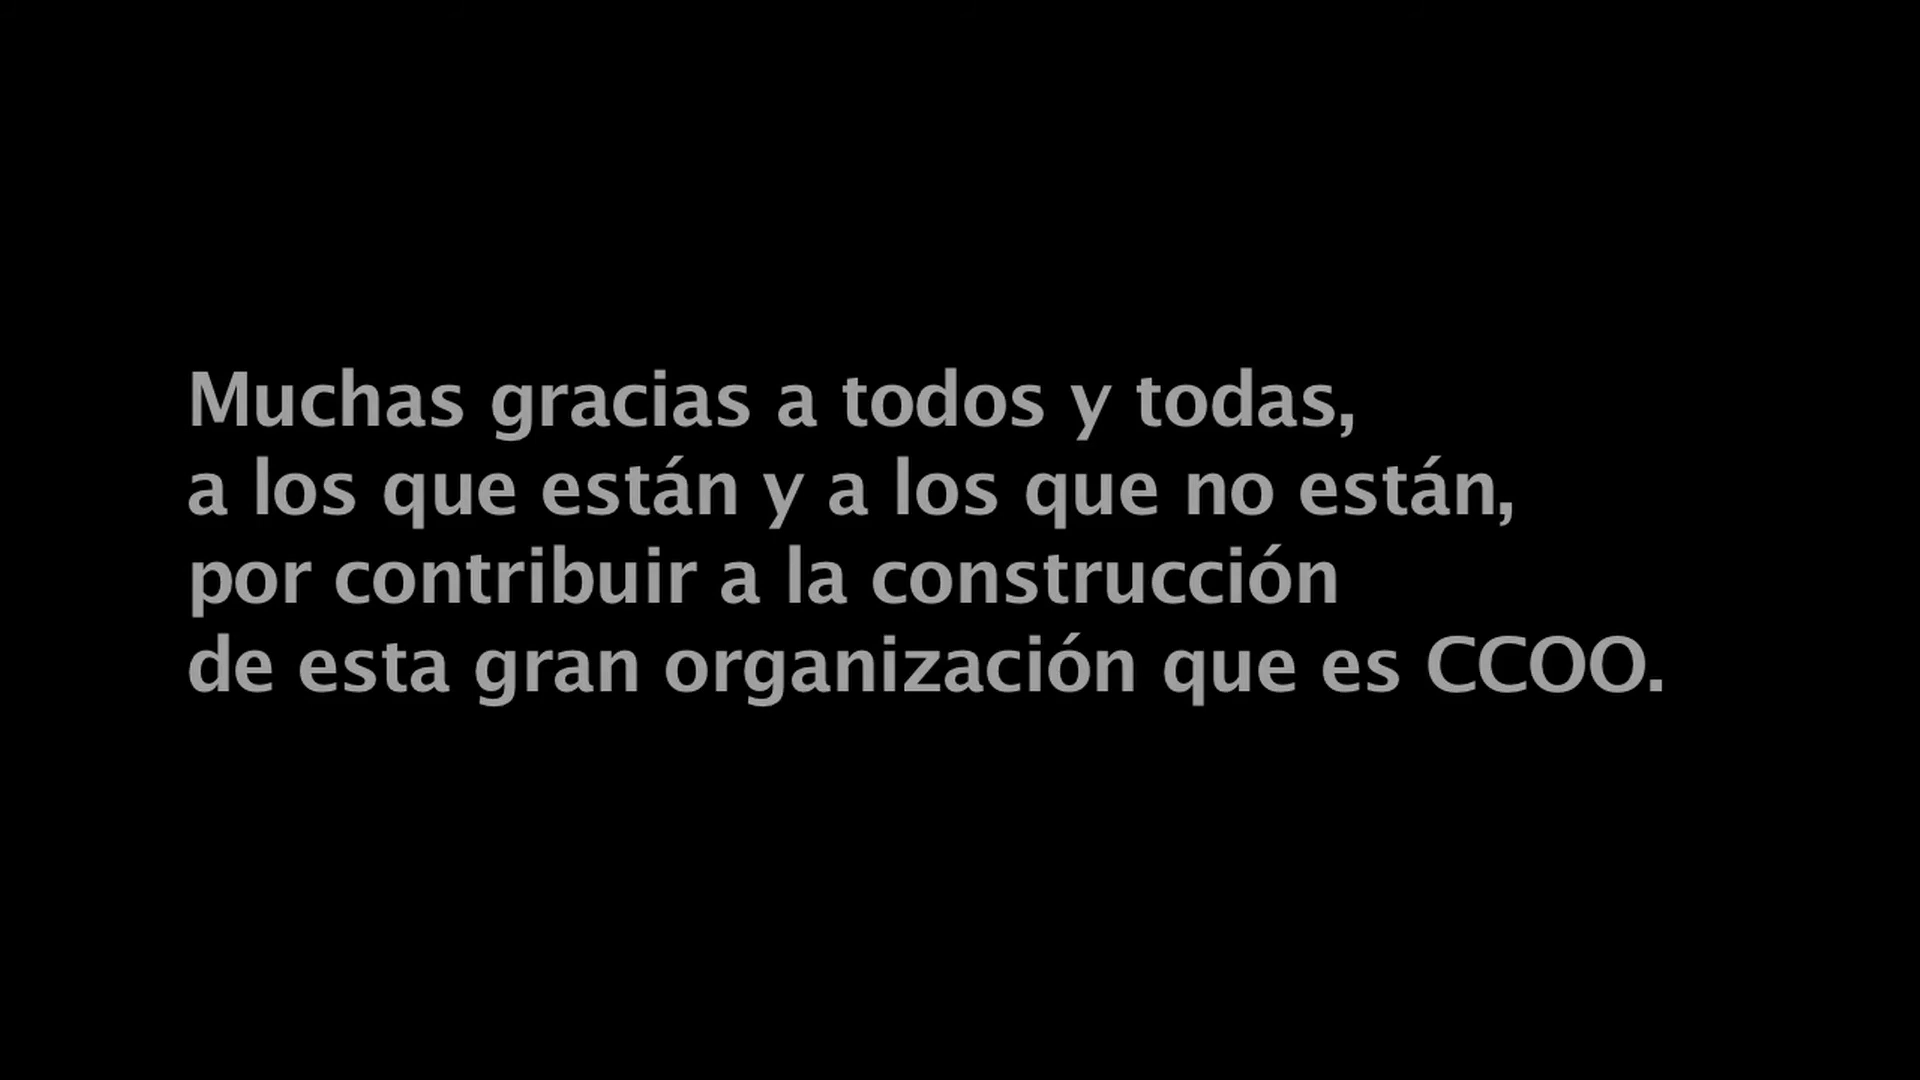 Muchas gracias a todos y todas,
a los que están y a los que no están,
por contribuir a la construcción
de esta gran organización que es CCOO.